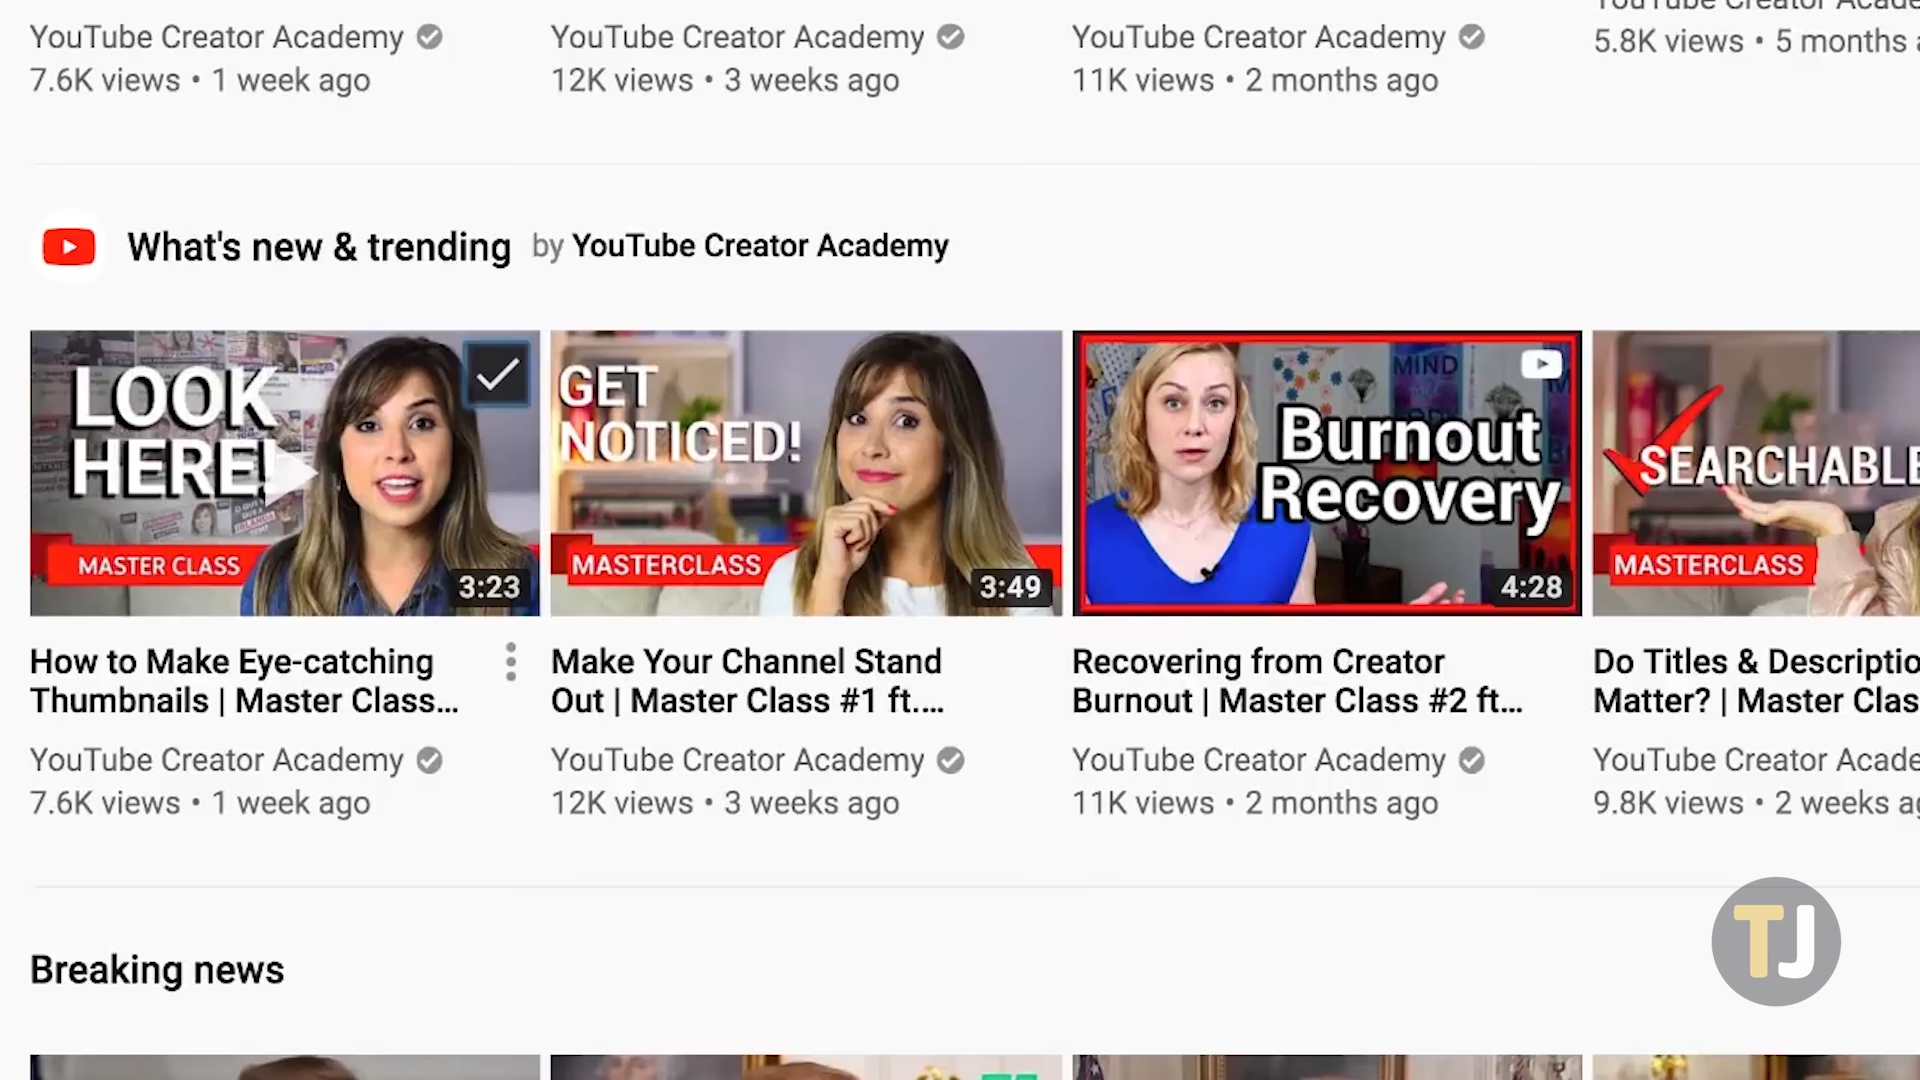 YouTube Creator Academy
7.6K views • 1 week ago
YouTube Creator Academy
12K views • 3 weeks ago
YouTube Creator Academy
11K views • 2 months ago
5.8K views • 5 months
What's new & trending by YouTube Creator Academy
LOOK
HERE!
MASTER CLASS
3:23
GET
NOTICED!
MASTERCLASS
3:49
MIND
Burnout
Recovery
4:28
SEARCHABLE
MASTERCLASS
How to Make Eye-catching
Thumbnails | Master Class...
YouTube Creator Academy
7.6K views • 1 week ago
Make Your Channel Stand
Out | Master Class #1 ft....
YouTube Creator Academy
12K views • 3 weeks ago
Recovering from Creator
Burnout | Master Class #2 ft...
YouTube Creator Academy
11K views • 2 months ago
Do Titles & Descriptio
Matter? | Master Clas
YouTube Creator Acade
9.8K views • 2 weeks ag
TJ
Breaking news